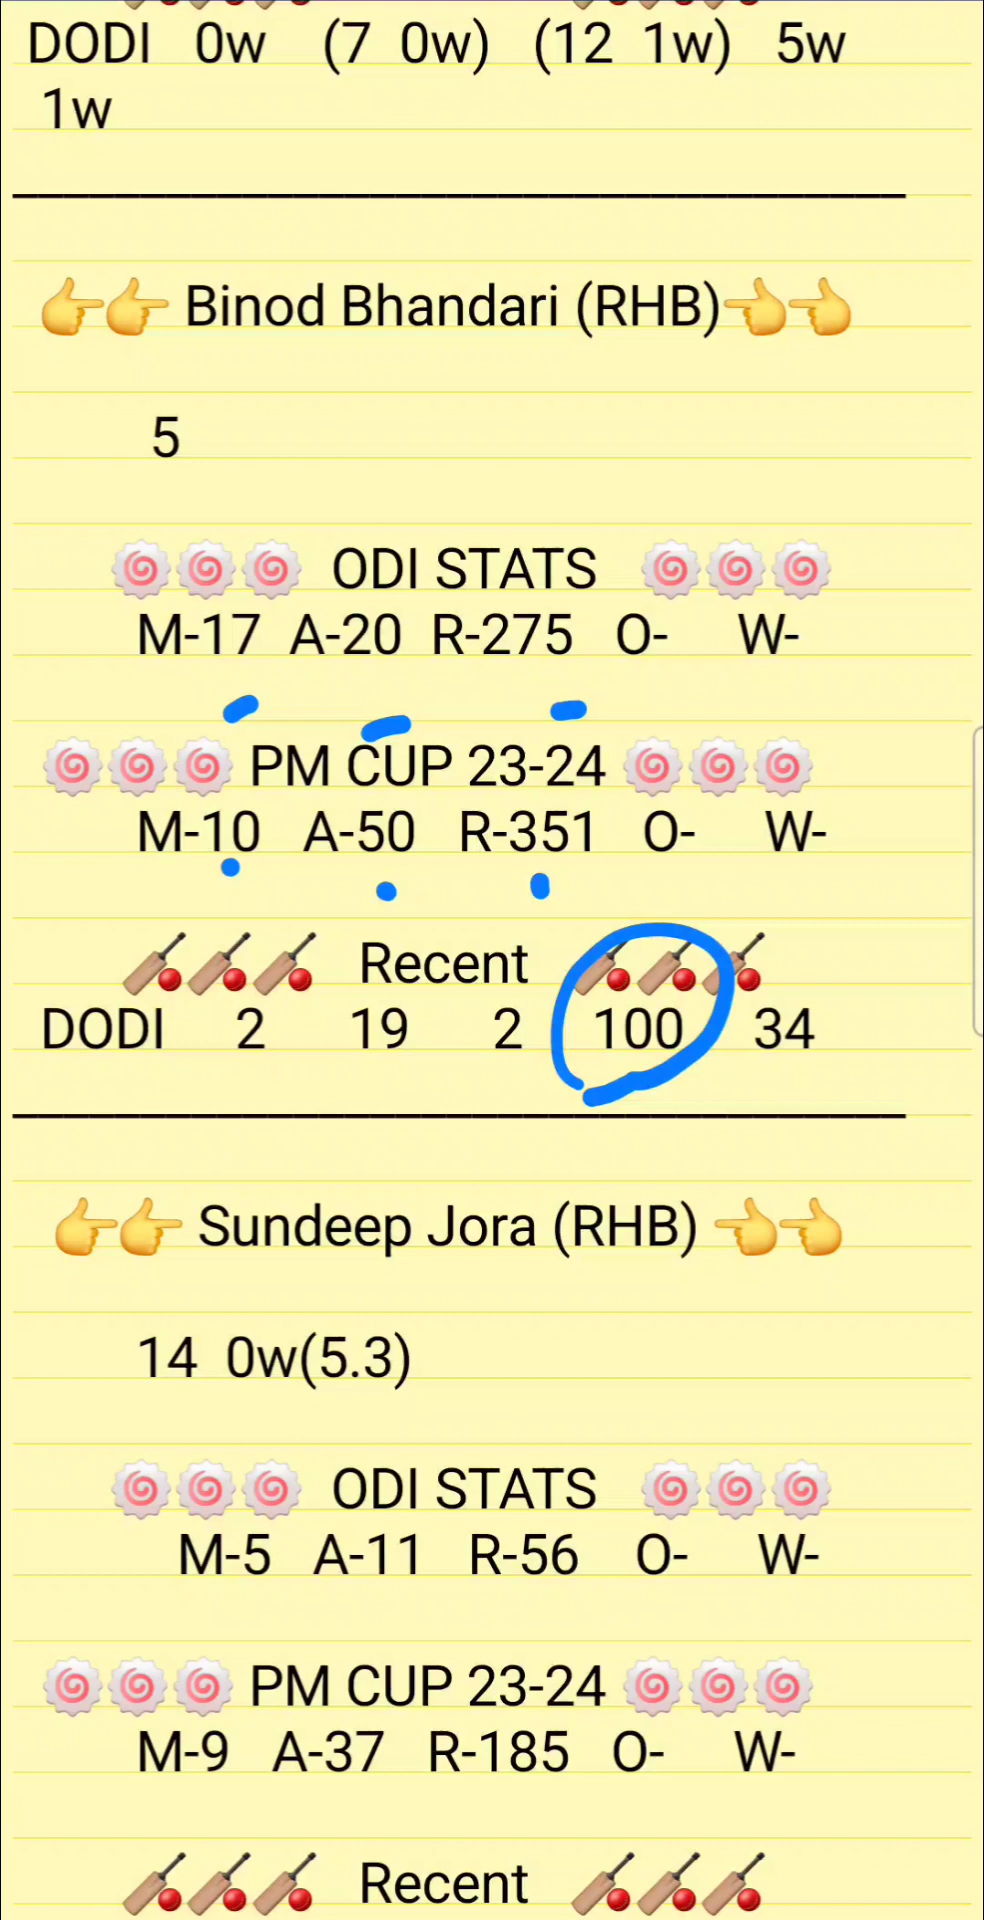 DODI 0w (7 0w) (12 1w) 5w
1w
Binod Bhandari (RHB)
5
ODI STATS
M-17 A-20 R-275 O- W-
PM CUP 23-24
M-10 A-50 R-351 O- W-
Recent
DODI 2 19 2 100 34
Sundeep Jora (RHB)
14 0w(5.3)
ODI STATS
M-5 A-11 R-56 O- W-
PM CUP 23-24
M-9 A-37 R-185 O- W-
Recent